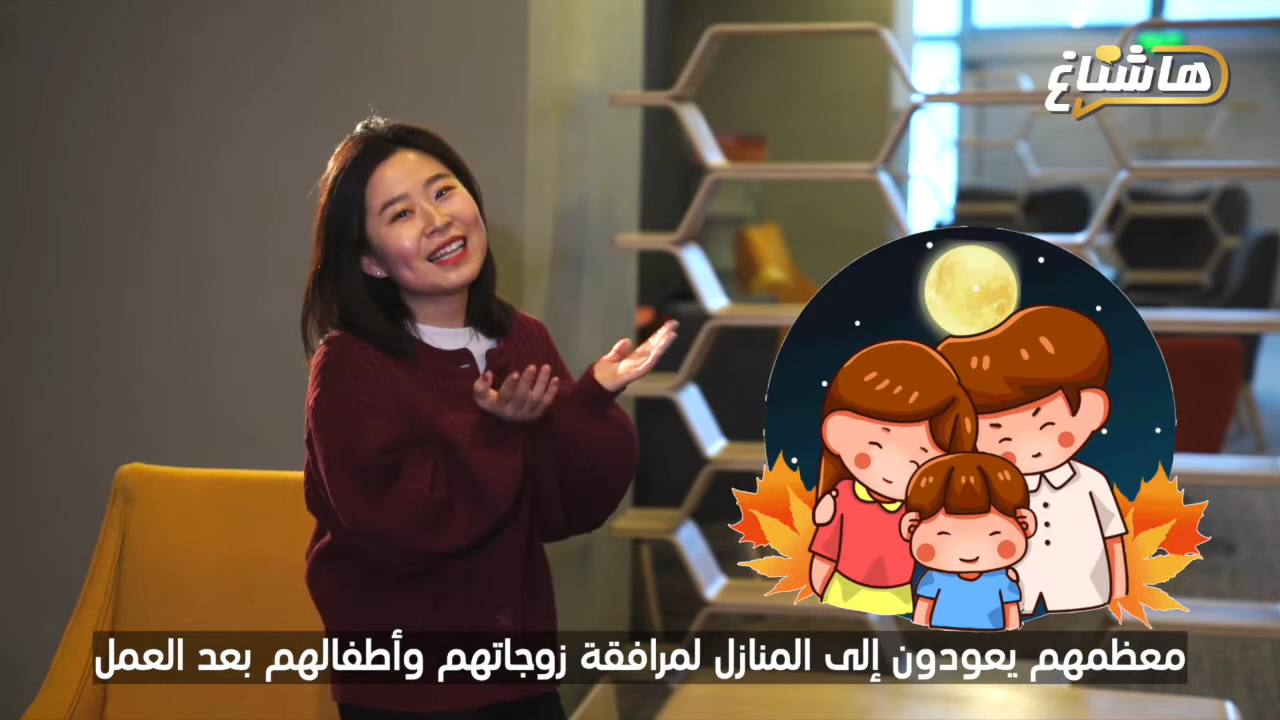 هاشتاغ
معظمهم يعودون إلى المنازل لمرافقة زوجاتهم وأطفالهم بعد العمل